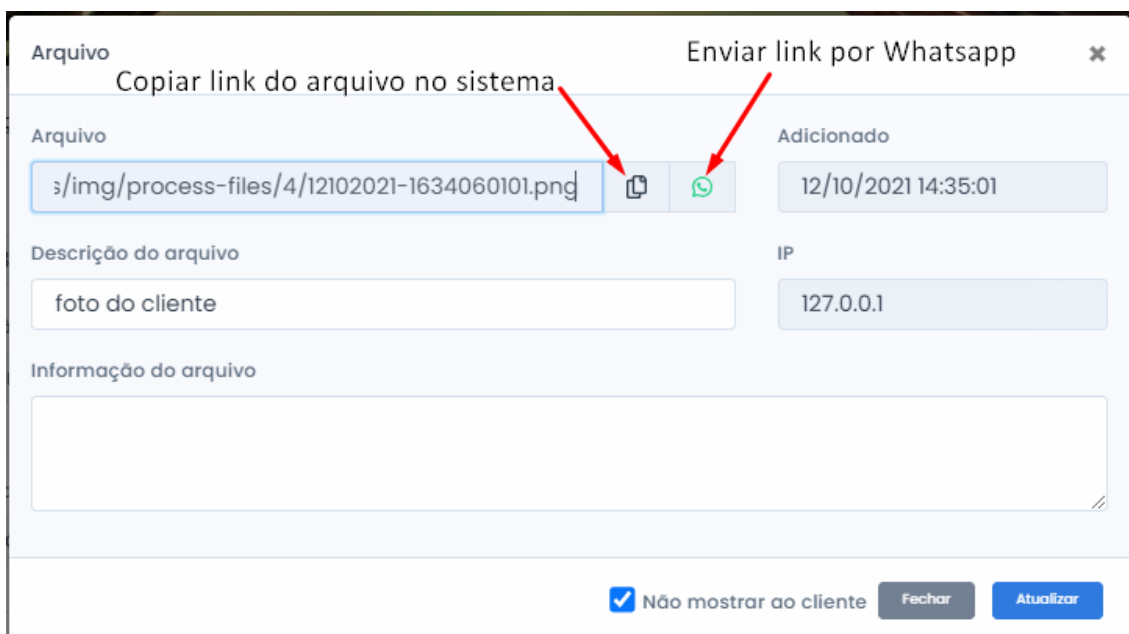 Arquivo
Enviar link por Whatsapp
Copiar link do arquivo no sistema
Arquivo
Adicionado
s/img/process-files/4/12102021-1634060101.png
12/10/2021 14:35:01
Descrição do arquivo
IP
foto do cliente
127.0.0.1
Informação do arquivo
Não mostrar ao cliente
Fechar
Atualizar